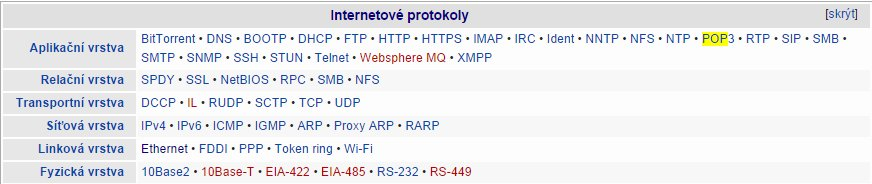 Internetové protokoly [skrýt]
Aplikační vrstva BitTorrent • DNS • BOOTP • DHCP • FTP • HTTP • HTTPS • IMAP • IRC • Ident • NNTP • NFS • NTP • POP3 • RTP • SIP • SMB •
SMTP • SNMP • SSH • STUN • Telnet • Websphere MQ • XMPP
Relační vrstva SPDY • SSL • NetBIOS • RPC • SMB • NFS
Transportní vrstva DCCP • IL • RUDP • SCTP • TCP • UDP
Síťová vrstva IPv4 • IPv6 • ICMP • IGMP • ARP • Proxy ARP • RARP
Linková vrstva Ethernet • FDDI • PPP • Token ring • Wi-Fi
Fyzická vrstva 10Base2 • 10Base-T • EIA-422 • EIA-485 • RS-232 • RS-449